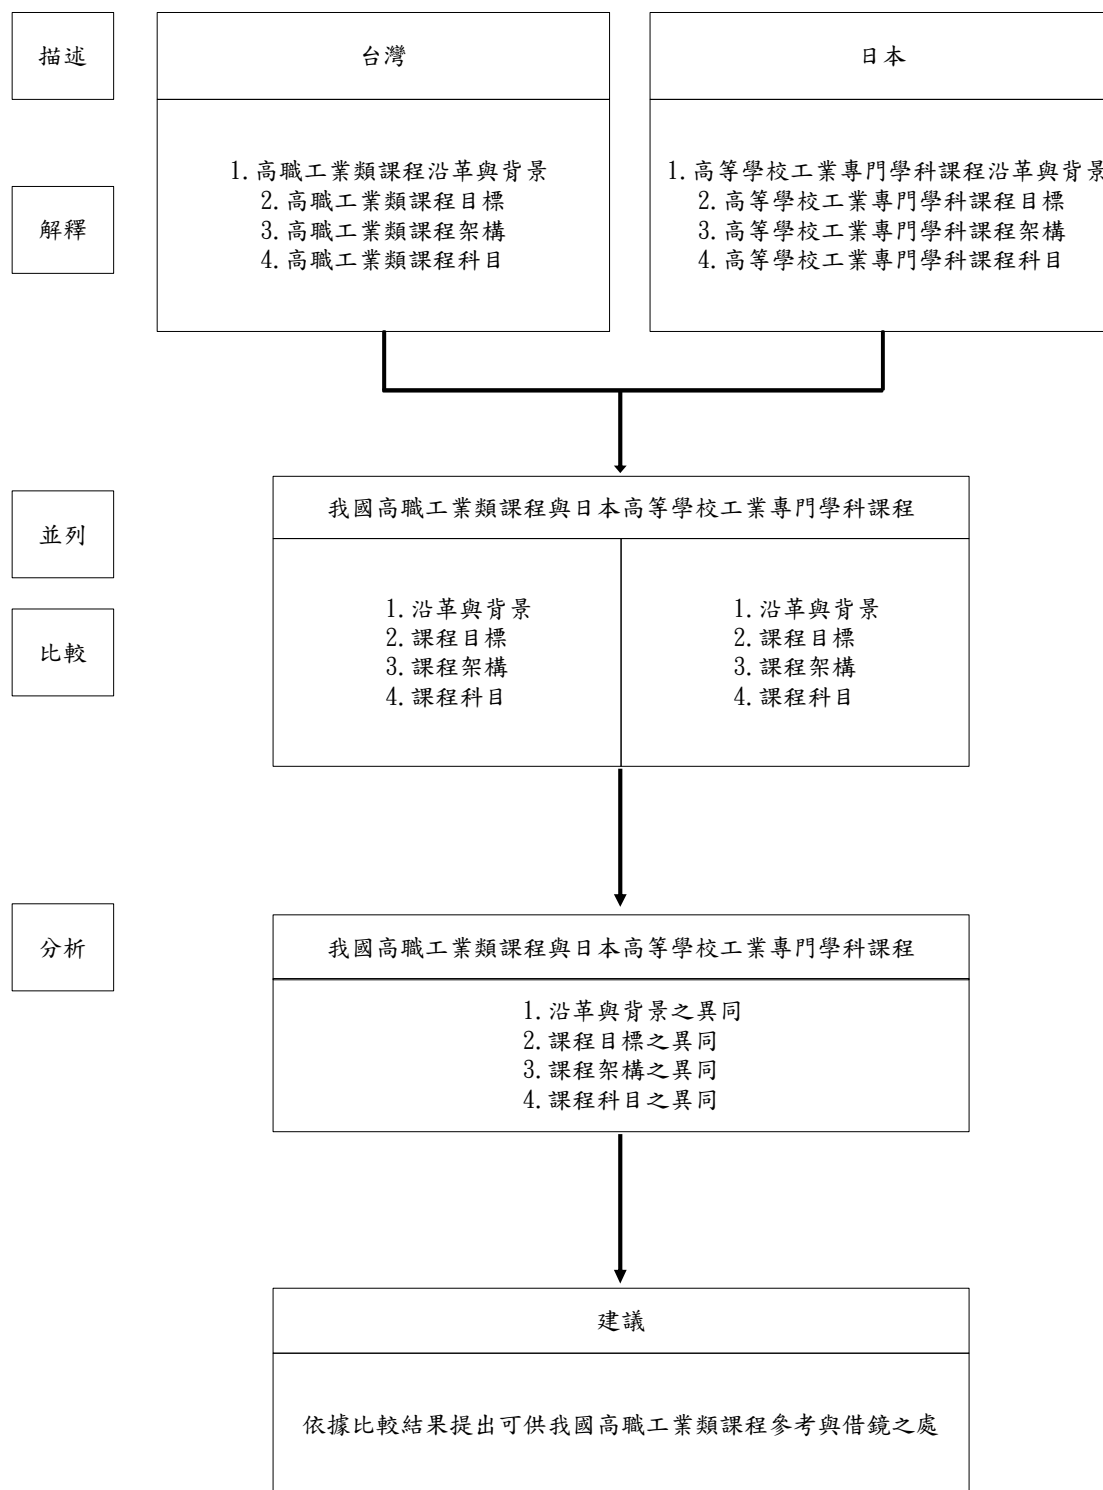 描述
台灣
日本
解釋
1.高職工業類課程沿革與背景
2.高職工業類課程目標
3.高職工業類課程架構
4.高職工業類課程科目
1.高等學校工業專門學科課程沿革與背景
2.高等學校工業專門學科課程目標
3.高等學校工業專門學科課程架構
4.高等學校工業專門學科課程科目
並列
我國高職工業類課程與日本高等學校工業專門學科課程
比較
1.沿革與背景
2.課程目標
3.課程架構
4.課程科目
1.沿革與背景
2.課程目標
3.課程架構
4.課程科目
分析
我國高職工業類課程與日本高等學校工業專門學科課程
1.沿革與背景之異同
2.課程目標之異同
3.課程架構之異同
4.課程科目之異同
建議
依據比較結果提出可供我國高職工業類課程參考與借鏡之處